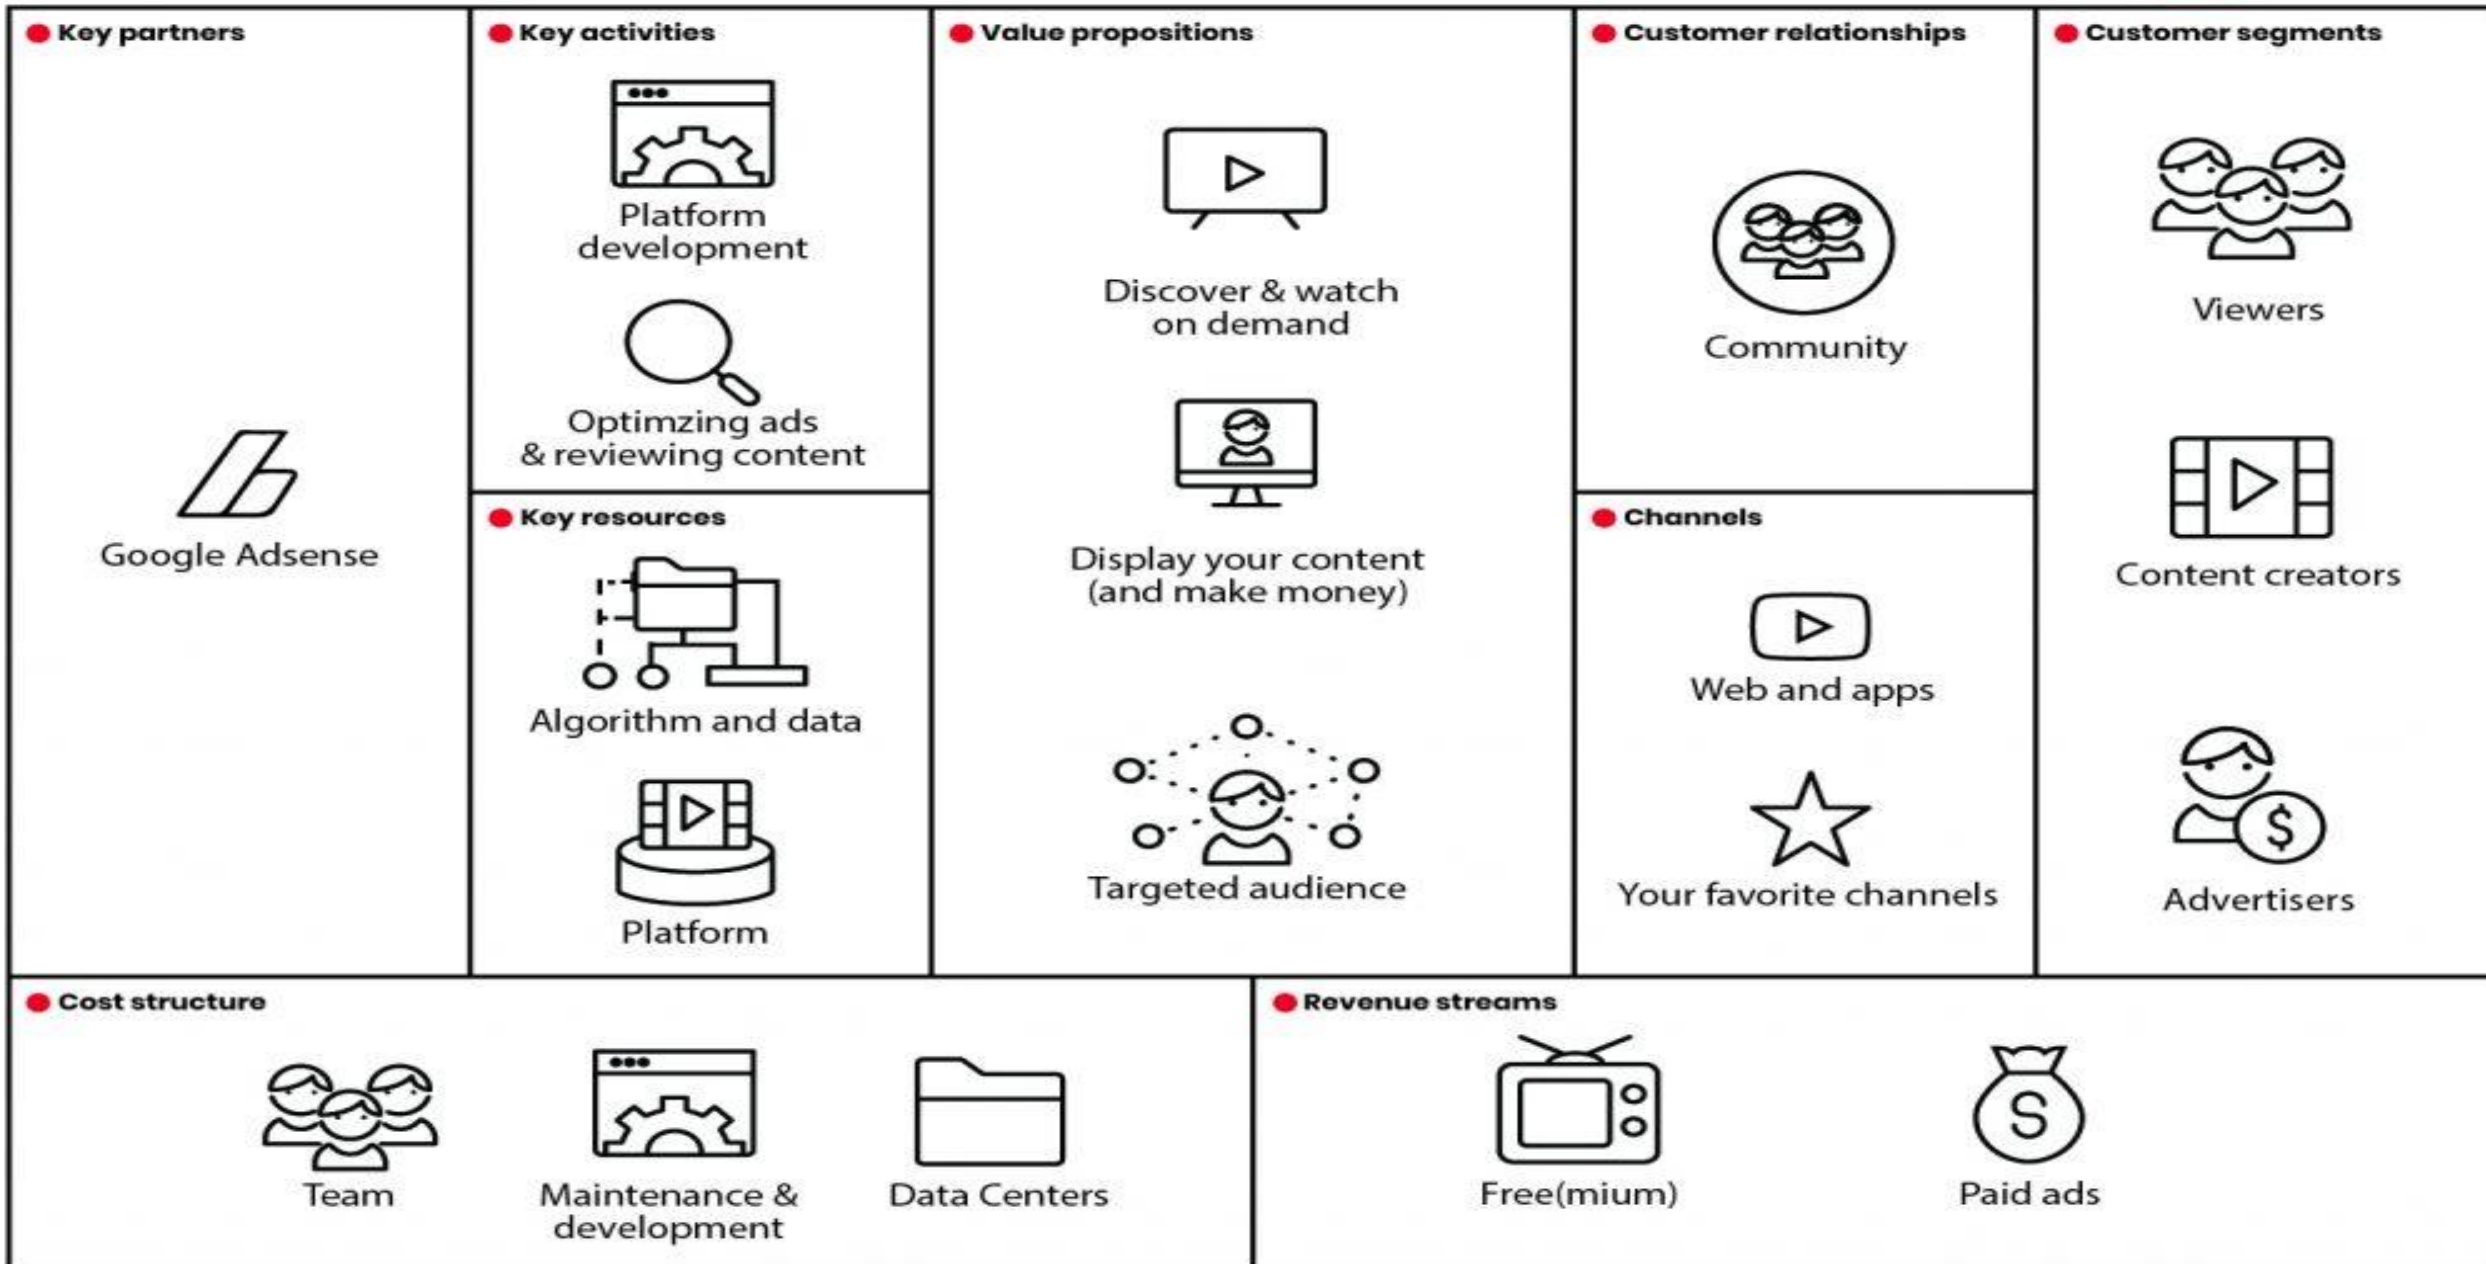 Key partners
Google Adsense
Key activities
Platform
development
Optimzing ads
& reviewing content
Key resources
Algorithm and data
Platform
Value propositions
Discover & watch
on demand
Display your content
(and make money)
Targeted audience
Customer relationships
Community
Channels
Web and apps
Your favorite channels
Customer segments
Viewers
Content creators
$
Advertisers
Cost structure
Team
Maintenance &
development
Data Centers
Revenue streams
Free(mium)
S
Paid ads